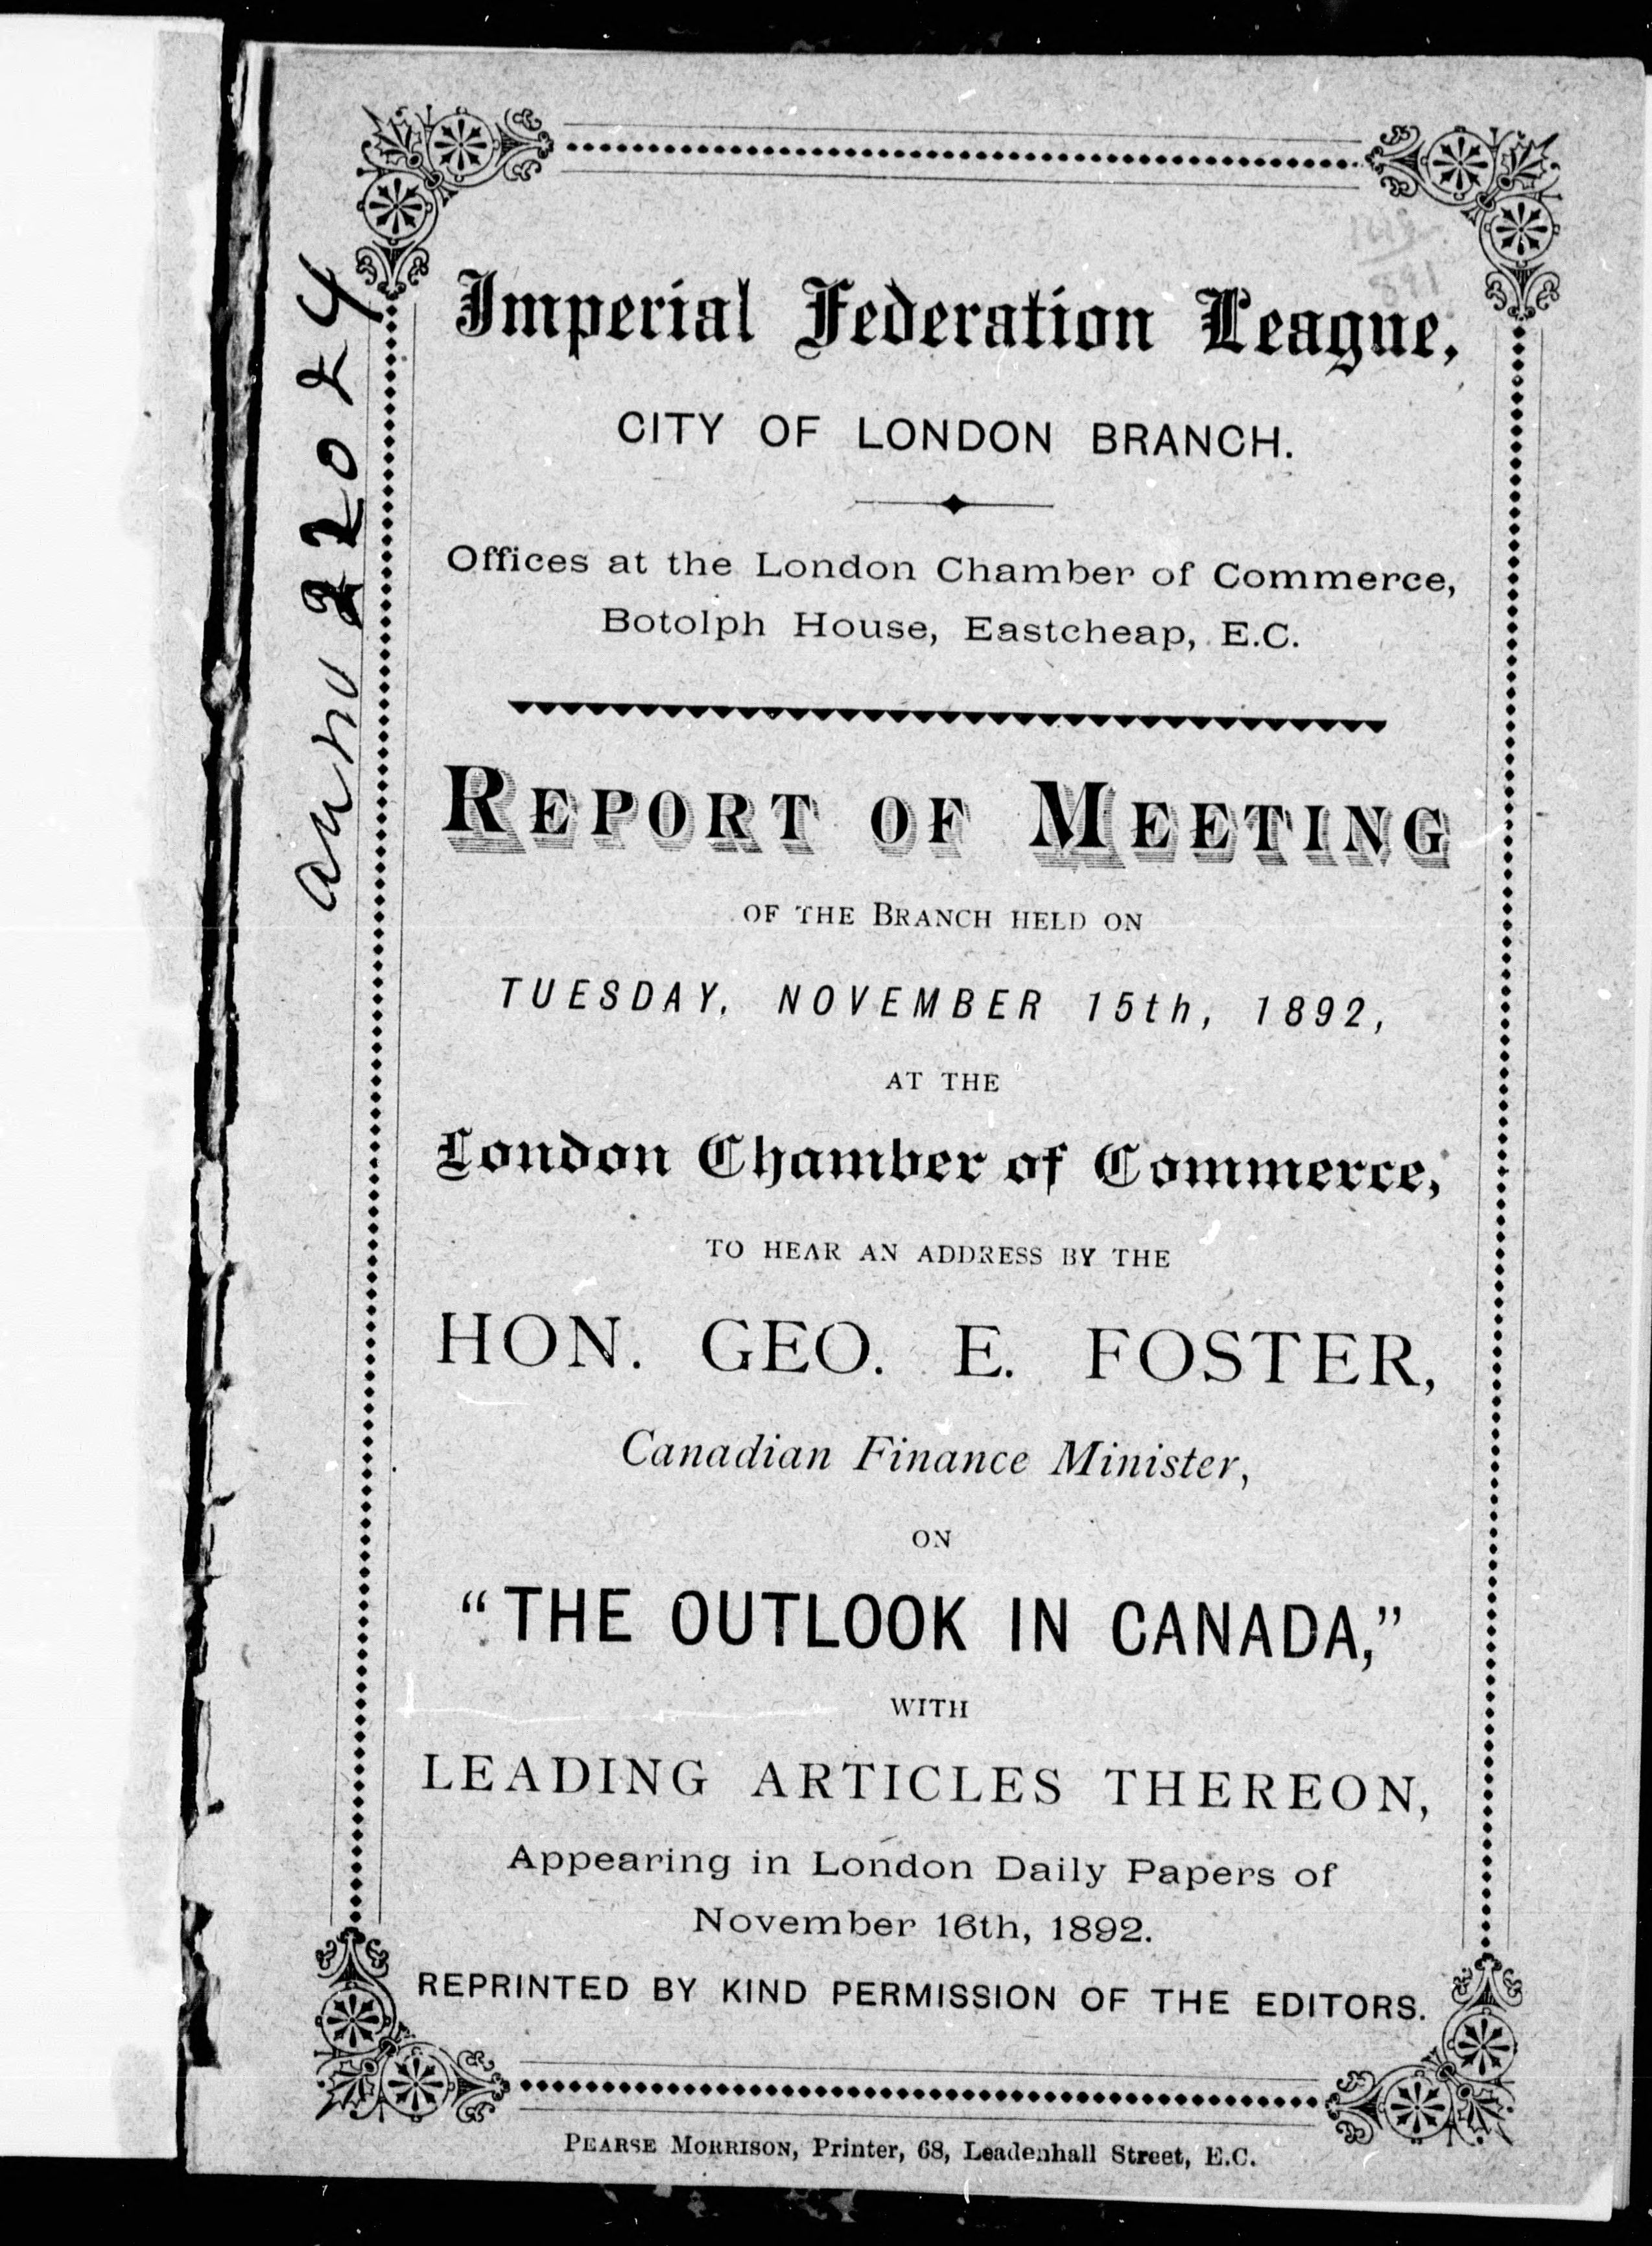 Imperial Federation League,
CITY OF LONDON BRANCH.
Offices at the London Chamber of Commerce,
Botolph House, Eastcheap, E.C.
REPORT OF MEETING
OF THE BRANCH HELD ON
TUESDAY, NOVEMBER 15th, 1892,
AT THE
London Chamber of Commerce,
TO HEAR AN ADDRESS BY THE
HON. GEO. E. FOSTER,
Canadian Finance Minister,
ON
"THE OUTLOOK IN CANADA,"
WITH
LEADING ARTICLES THEREON,
Appearing in London Daily Papers of
November 16th, 1892.
REPRINTED BY KIND PERMISSION OF THE EDITORS.
PEARSE MORRISON, Printer, 68, Leadenhall Street, E.C.